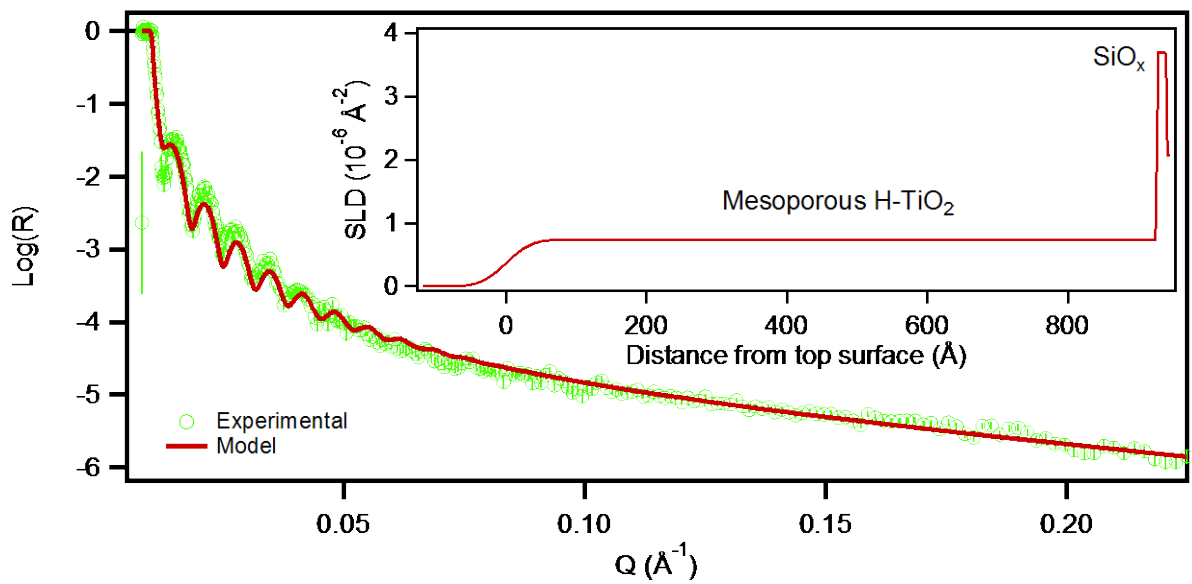 0
-1
-2
-3
-4
-5
-6
Log(R)
0.05
0.10
0.15
0.20
Q (Å⁻¹)
Experimental
Model
4
3
2
1
0
SLD (10⁻⁶ Å⁻²)
SiOₓ
Mesoporous H-TiO₂
0
200
400
600
800
Distance from top surface (Å)